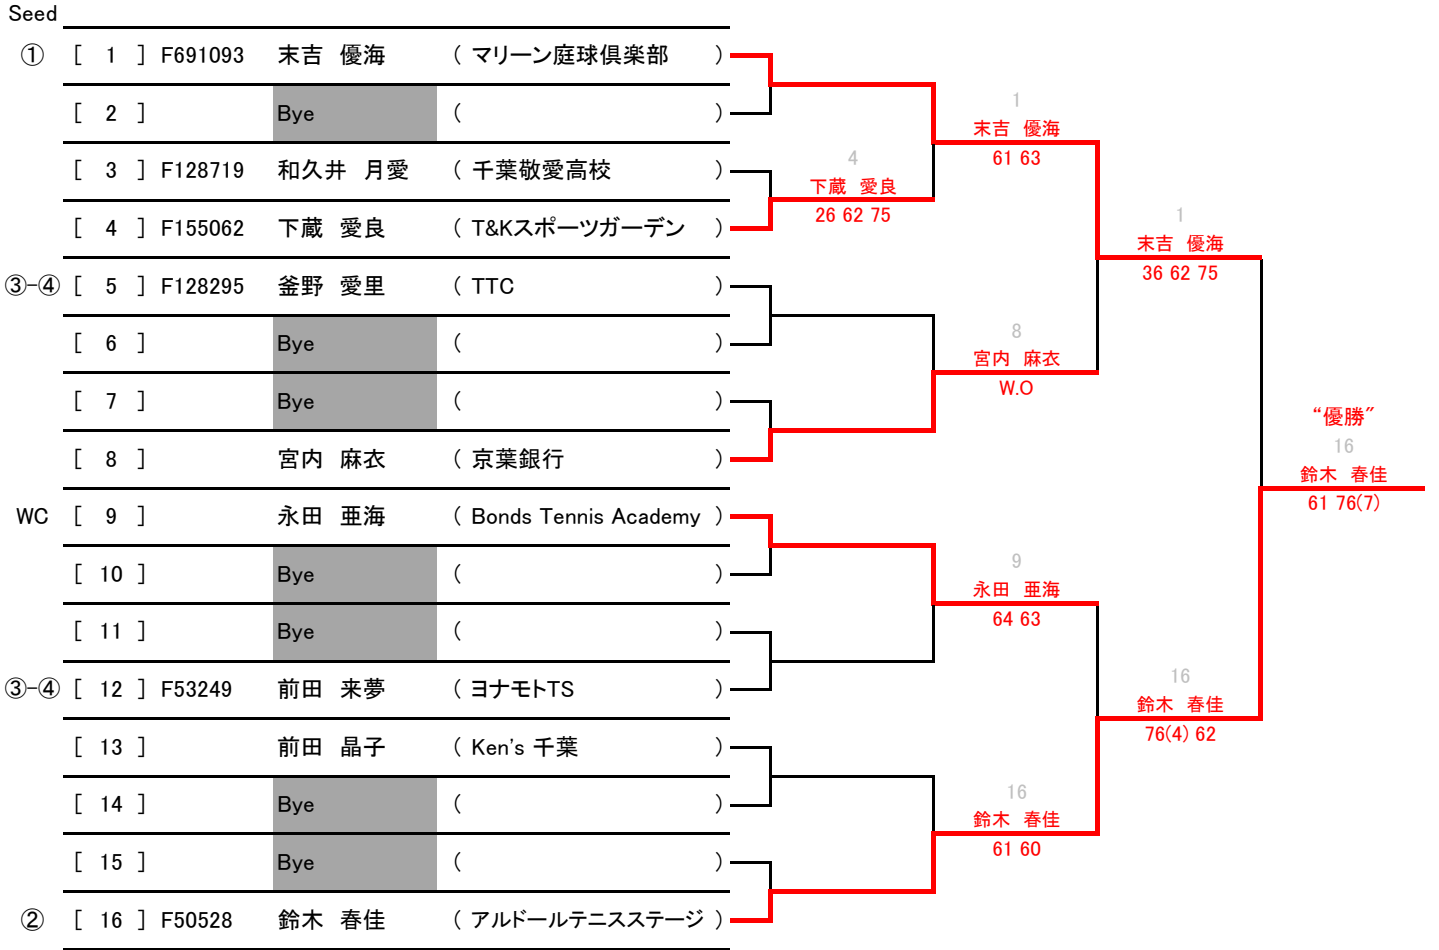 Seed
① [ 1 ] F691093 末吉 優海 ( マリーン庭球倶楽部 )
[ 2 ] Bye ( )
[ 3 ] F128719 和久井 月愛 ( 千葉敬愛高校 )
[ 4 ] F155062 下蔵 愛良 ( T&Kスポーツガーデン )
③-④ [ 5 ] F128295 釜野 愛里 ( TTC )
[ 6 ] Bye ( )
[ 7 ] Bye ( )
[ 8 ] 宮内 麻衣 ( 京葉銀行 )
WC [ 9 ] 永田 亜海 ( Bonds Tennis Academy )
[ 10 ] Bye ( )
[ 11 ] Bye ( )
③-④ [ 12 ] F53249 前田 来夢 ( ヨナモトTS )
[ 13 ] 前田 晶子 ( Ken's 千葉 )
[ 14 ] Bye ( )
[ 15 ] Bye ( )
② [ 16 ] F50528 鈴木 春佳 ( アルドールテニスステージ )
4
下蔵 愛良
26 62 75
1
末吉 優海
61 63
8
宮内 麻衣
W.O
9
永田 亜海
64 63
16
鈴木 春佳
61 60
1
末吉 優海
36 62 75
16
鈴木 春佳
76(4) 62
“優勝”
16
鈴木 春佳
61 76(7)